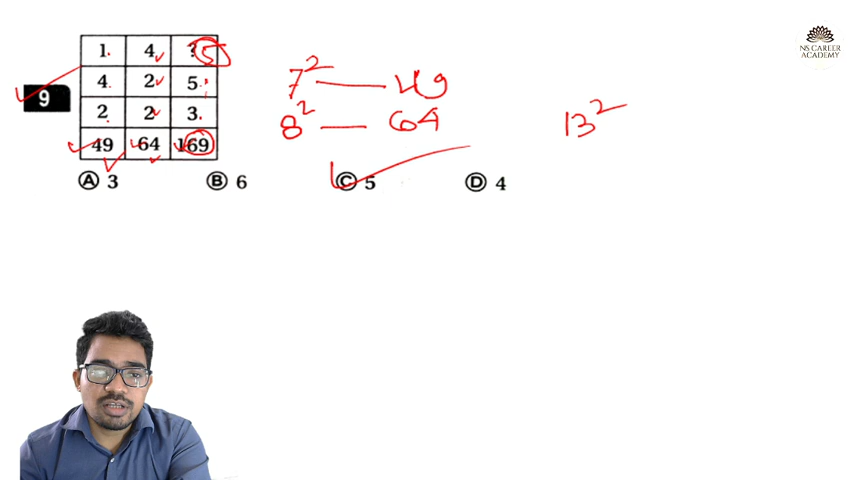 NS CAREER
ACADEMY
1 4 ? 5
4 2 5
2 2 3
49 64 169
9
7² — 49
8² — 64
13²
Ⓐ 3 Ⓑ 6 Ⓒ 5 Ⓓ 4